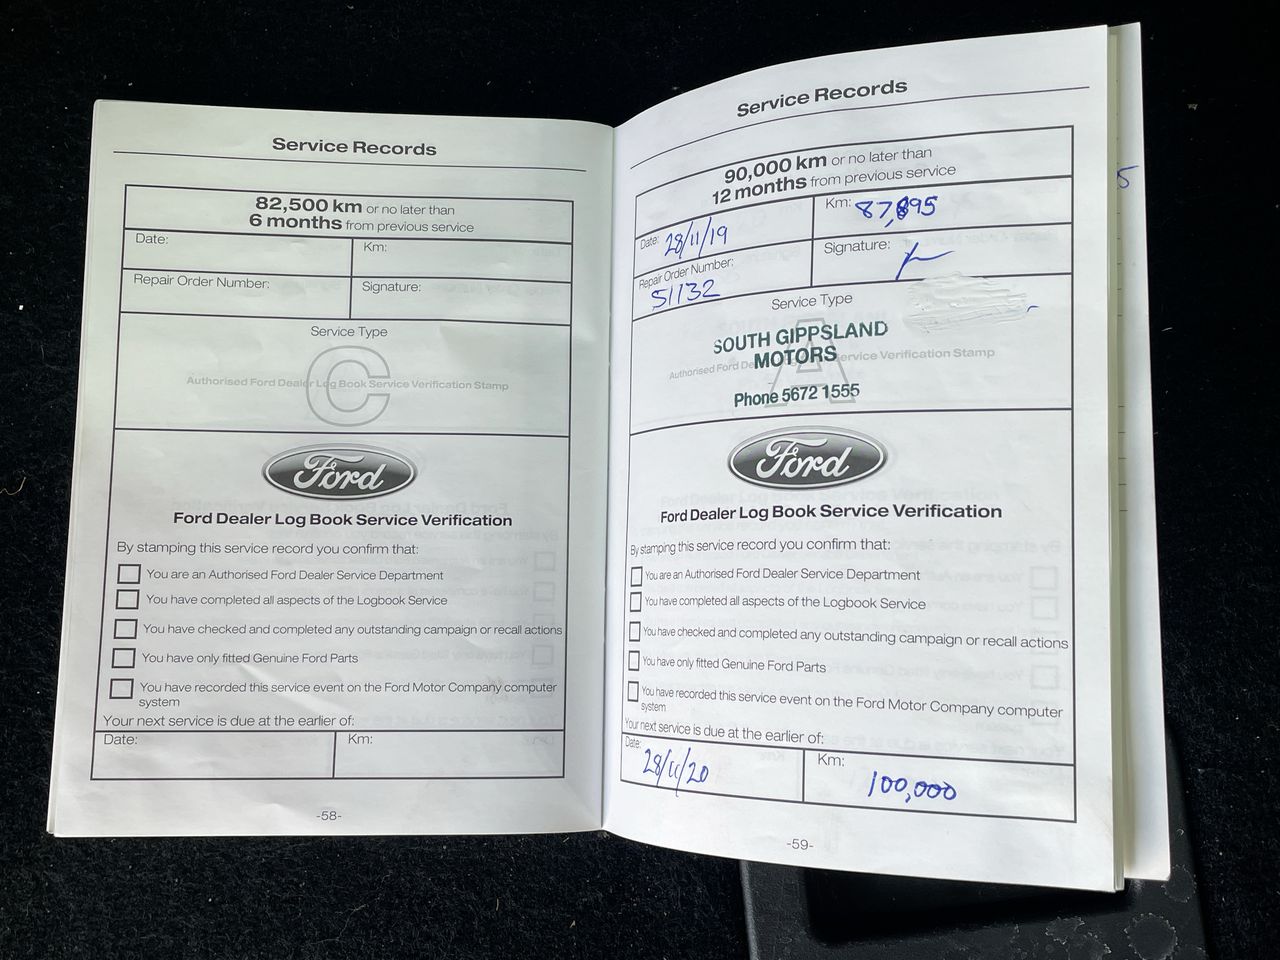 Service Records
82,500 km or no later than
6 months from previous service
Date:
Km:
Repair Order Number:
Signature:
Service Type
C
Authorised Ford Dealer Log Book Service Verification Stamp
Ford
Ford Dealer Log Book Service Verification
By stamping this service record you confirm that:
You are an Authorised Ford Dealer Service Department
You have completed all aspects of the Logbook Service
You have checked and completed any outstanding campaign or recall actions
You have only fitted Genuine Ford Parts
You have recorded this service event on the Ford Motor Company computer
system
Your next service is due at the earlier of:
Date:
Km:
-58-
Service Records
90,000 km or no later than
12 months from previous service
Date: 28/11/19
Km: 87,895
Repair Order Number:
51132
Signature:
Service Type
SOUTH GIPPSLAND
MOTORS
A
Authorised Ford Dealer Service Verification Stamp
Phone 5672 1555
Ford
Ford Dealer Log Book Service Verification
By stamping this service record you confirm that:
You are an Authorised Ford Dealer Service Department
You have completed all aspects of the Logbook Service
You have checked and completed any outstanding campaign or recall actions
You have only fitted Genuine Ford Parts
You have recorded this service event on the Ford Motor Company computer
system
Your next service is due at the earlier of:
Date:
28/11/20
Km:
100,000
-59-